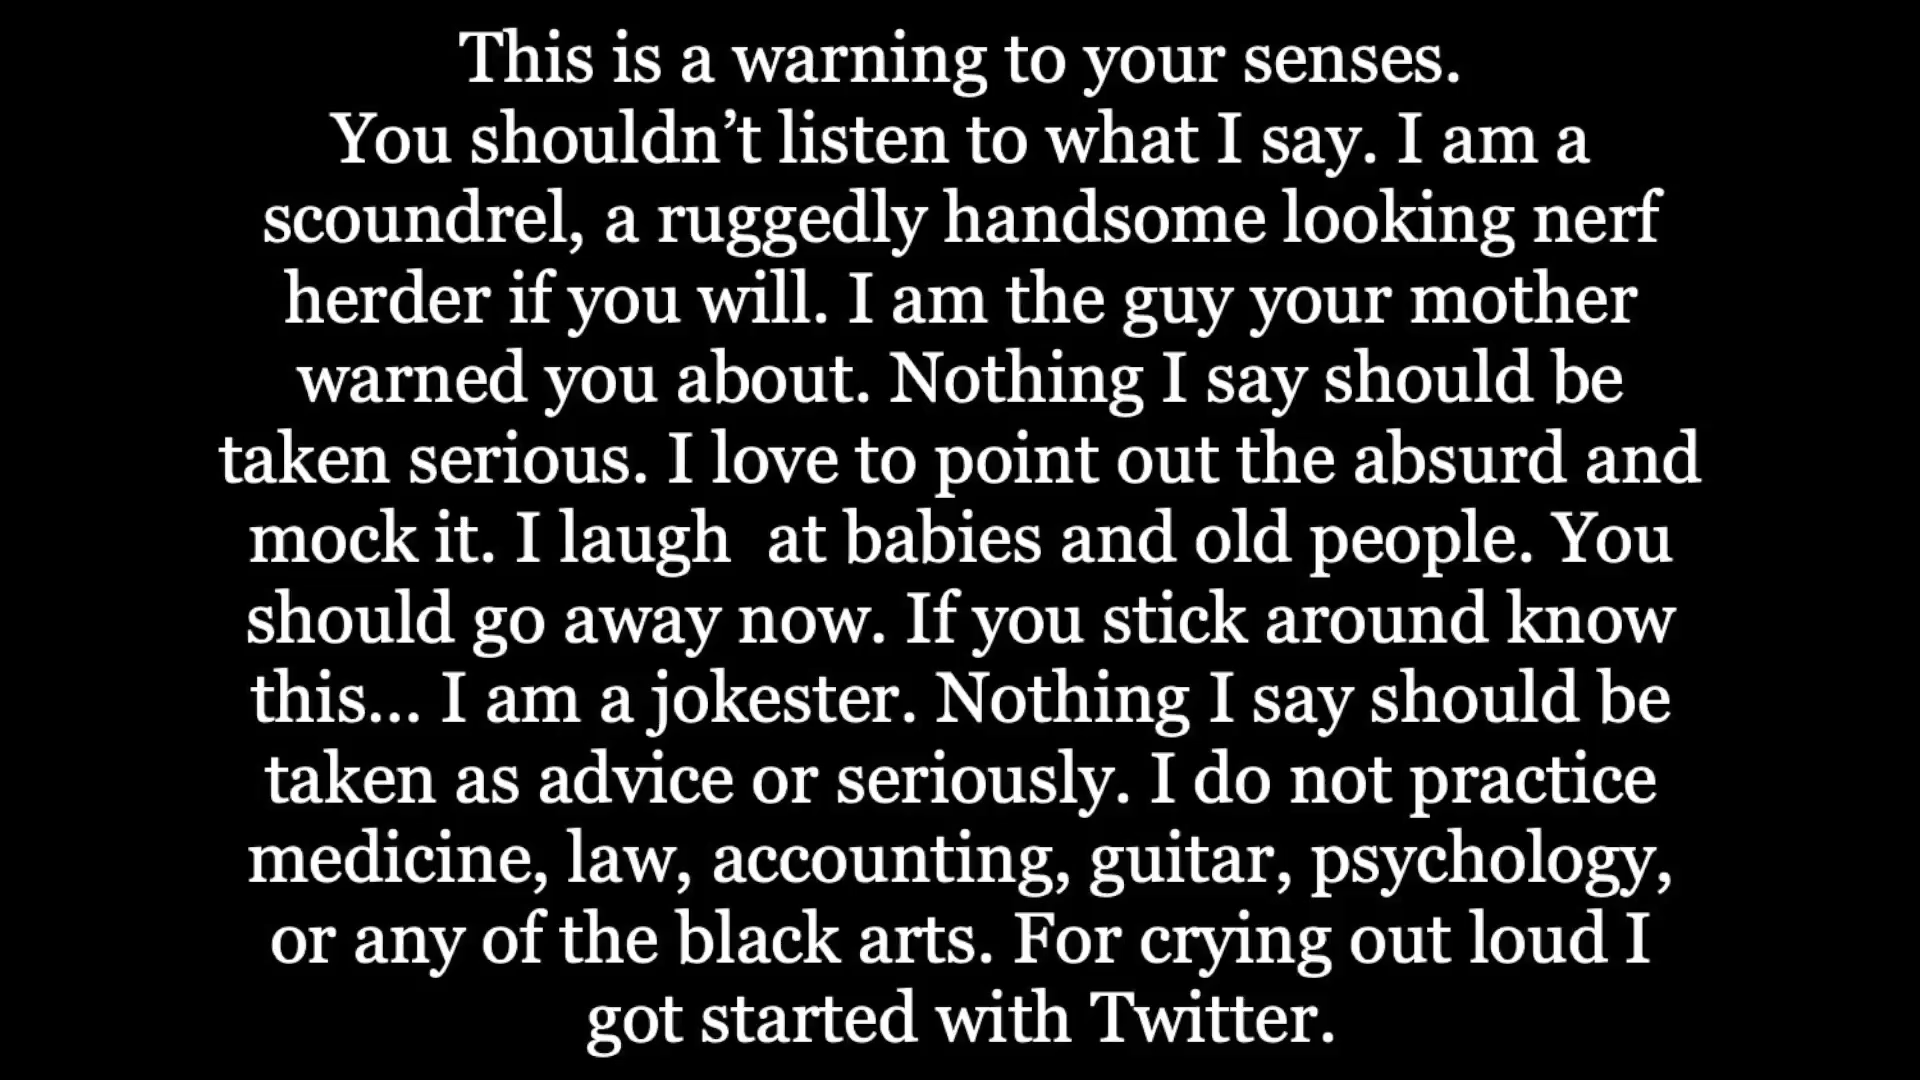 This is a warning to your senses.
You shouldn’t listen to what I say. I am a
scoundrel, a ruggedly handsome looking nerf
herder if you will. I am the guy your mother
warned you about. Nothing I say should be
taken serious. I love to point out the absurd and
mock it. I laugh  at babies and old people. You
should go away now. If you stick around know
this... I am a jokester. Nothing I say should be
taken as advice or seriously. I do not practice
medicine, law, accounting, guitar, psychology,
or any of the black arts. For crying out loud I
got started with Twitter.